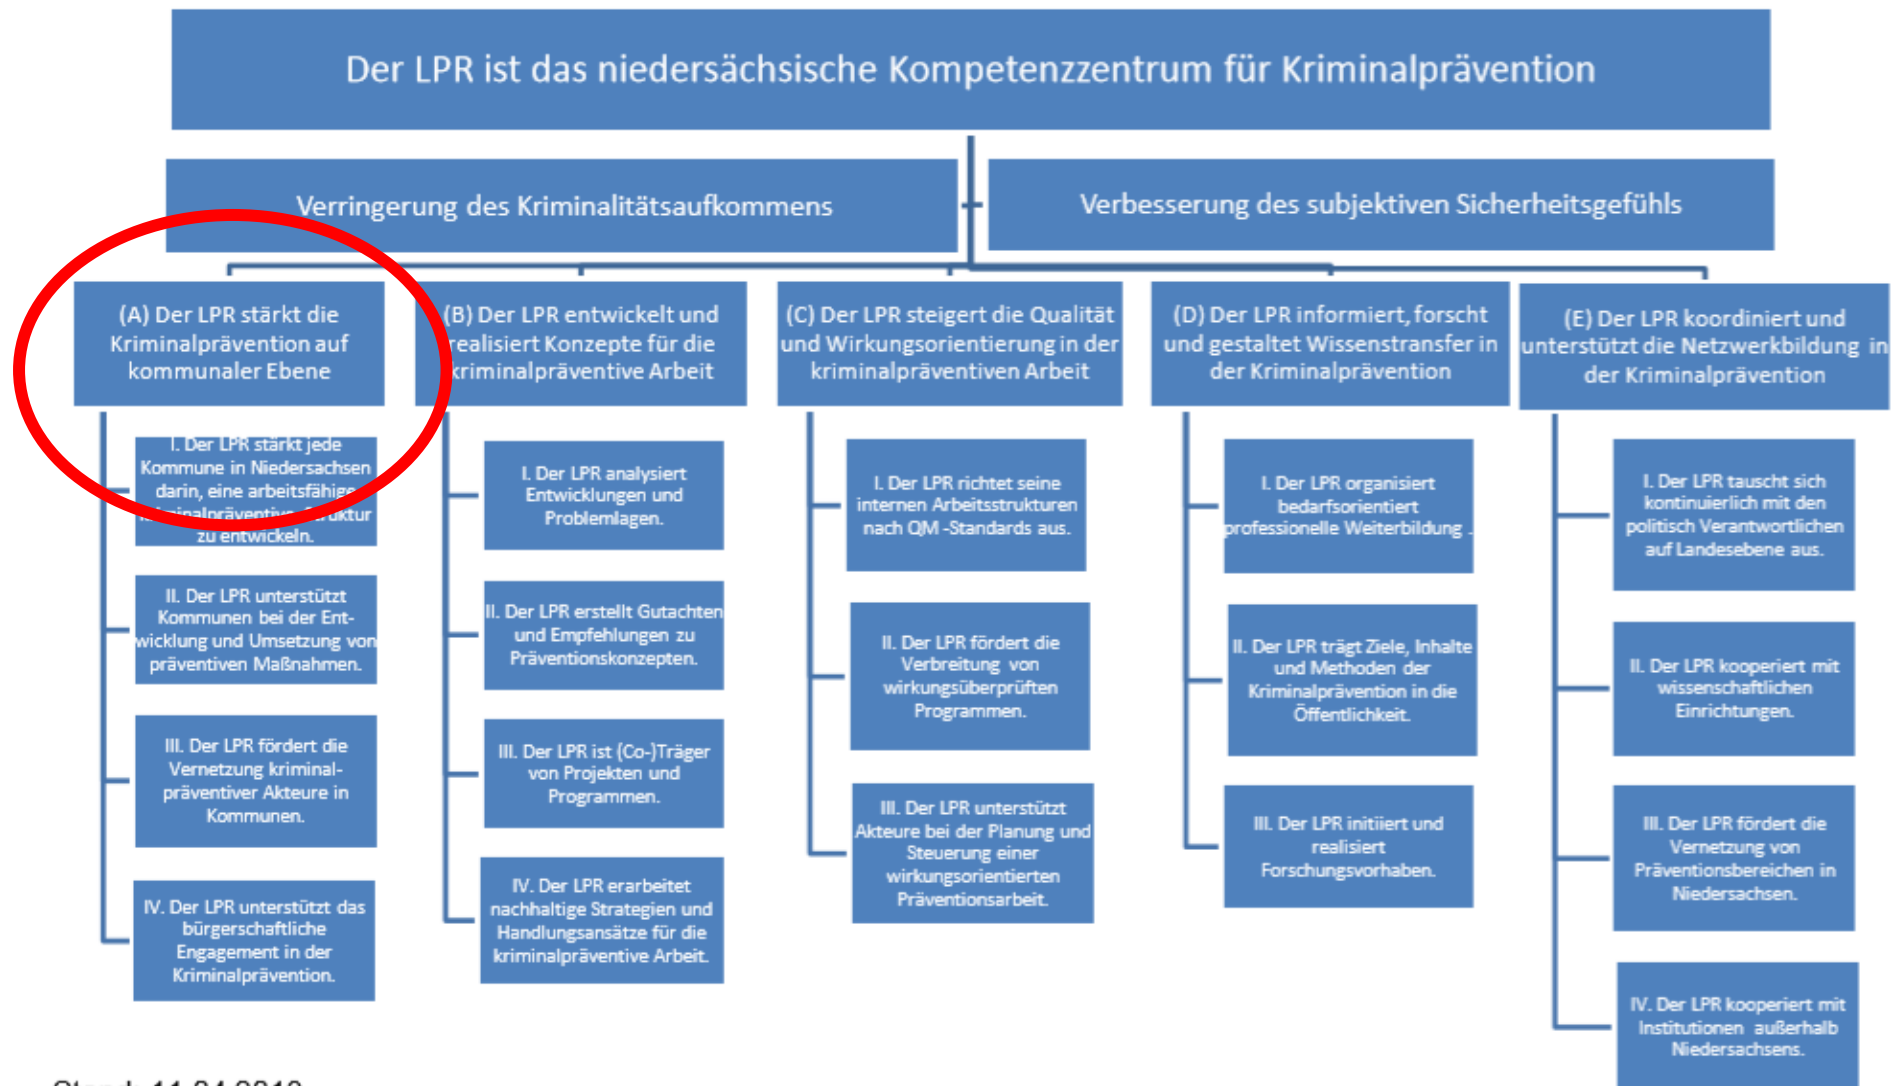 Der LPR ist das niedersächsische Kompetenzzentrum für Kriminalprävention
Verringerung des Kriminalitätsaufkommens
Verbesserung des subjektiven Sicherheitsgefühls
(A) Der LPR stärkt die
Kriminalprävention auf
kommunaler Ebene
I. Der LPR stärkt jede
Kommune in Niedersachsen
darin, eine arbeitsfähige
kriminalpräventive Struktur
zu entwickeln.
II. Der LPR unterstützt
Kommunen bei der Ent-
wicklung und Umsetzung von
präventiven Maßnahmen.
III. Der LPR fördert die
Vernetzung kriminal-
präventiver Akteure in
Kommunen.
IV. Der LPR unterstützt das
bürgerschaftliche
Engagement in der
Kriminalprävention.
(B) Der LPR entwickelt und
realisiert Konzepte für die
kriminalpräventive Arbeit
I. Der LPR analysiert
Entwicklungen und
Problemlagen.
II. Der LPR erstellt Gutachten
und Empfehlungen zu
Präventionskonzepten.
III. Der LPR ist (Co-)Träger
von Projekten und
Programmen.
IV. Der LPR erarbeitet
nachhaltige Strategien und
Handlungsansätze für die
kriminalpräventive Arbeit.
(C) Der LPR steigert die Qualität
und Wirkungsorientierung in der
kriminalpräventiven Arbeit
I. Der LPR richtet seine
internen Arbeitsstrukturen
nach QM -Standards aus.
II. Der LPR fördert die
Verbreitung von
wirkungsüberprüften
Programmen.
III. Der LPR unterstützt
Akteure bei der Planung und
Steuerung einer
wirkungsorientierten
Präventionsarbeit.
(D) Der LPR informiert, forscht
und gestaltet Wissenstransfer in
der Kriminalprävention
I. Der LPR organisiert
bedarfsorientiert
professionelle Weiterbildung .
II. Der LPR trägt Ziele, Inhalte
und Methoden der
Kriminalprävention in die
Öffentlichkeit.
III. Der LPR initiiert und
realisiert
Forschungsvorhaben.
(E) Der LPR koordiniert und
unterstützt die Netzwerkbildung in
der Kriminalprävention
I. Der LPR tauscht sich
kontinuierlich mit den
politisch Verantwortlichen
auf Landesebene aus.
II. Der LPR kooperiert mit
wissenschaftlichen
Einrichtungen.
III. Der LPR fördert die
Vernetzung von
Präventionsbereichen in
Niedersachsen.
IV. Der LPR kooperiert mit
Institutionen außerhalb
Niedersachsens.